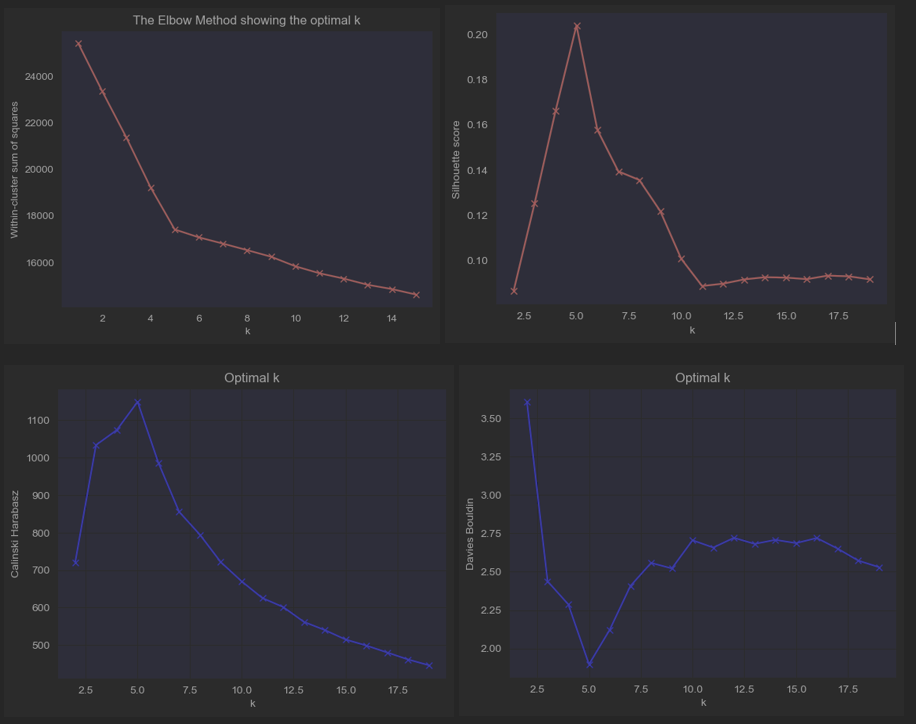 The Elbow Method showing the optimal k
Within-cluster sum of squares
24000
22000
20000
18000
16000
2 4 6 8 10 12 14
k
Silhouette score
0.20
0.18
0.16
0.14
0.12
0.10
2.5 5.0 7.5 10.0 12.5 15.0 17.5
k
Optimal k
Calinski Harabasz
1100
1000
900
800
700
600
500
2.5 5.0 7.5 10.0 12.5 15.0 17.5
k
Optimal k
Davies Bouldin
3.50
3.25
3.00
2.75
2.50
2.25
2.00
2.5 5.0 7.5 10.0 12.5 15.0 17.5
k